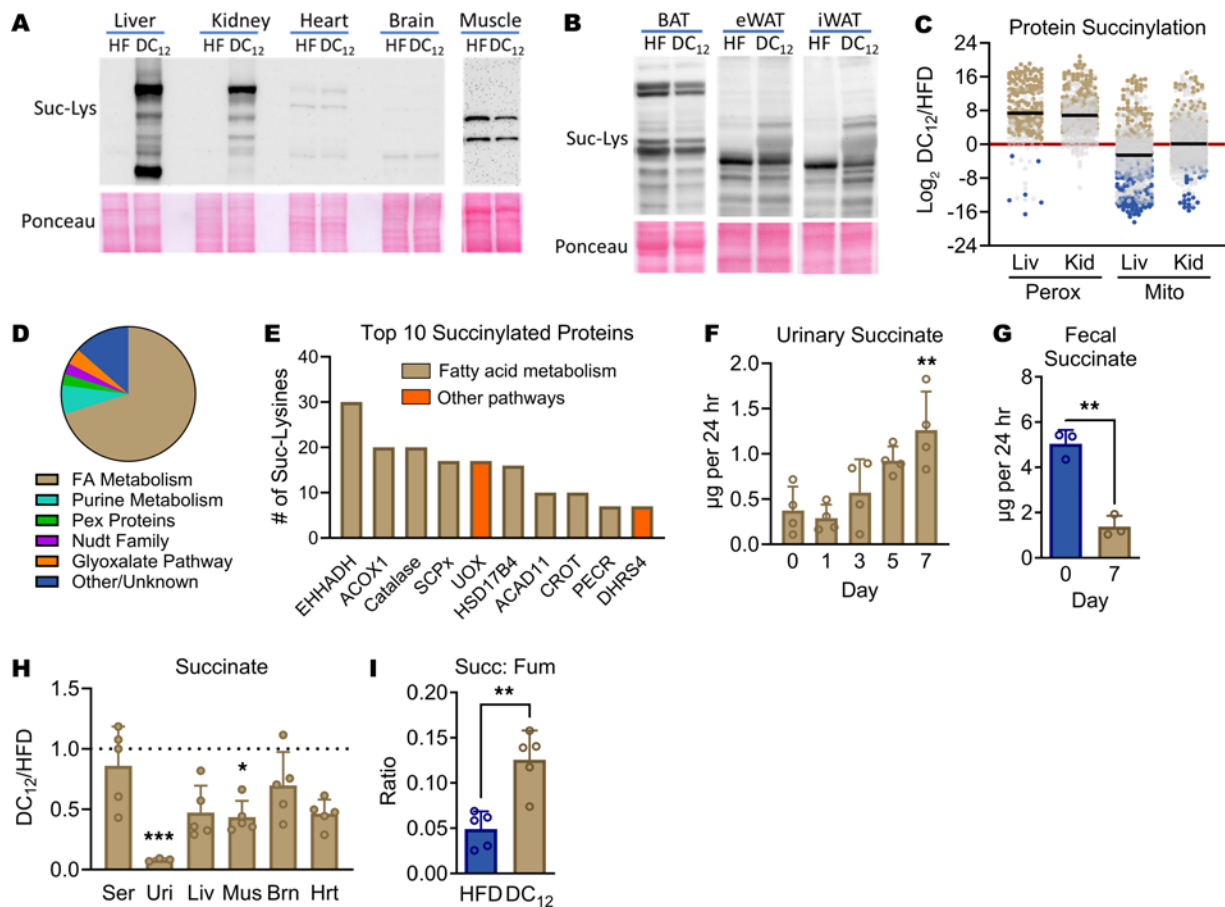 A
Liver Kidney Heart Brain Muscle
HF DC12 HF DC12 HF DC12 HF DC12 HF DC12
Suc-Lys
Ponceau
B
BAT eWAT iWAT
HF DC12 HF DC12 HF DC12
Suc-Lys
Ponceau
C
Protein Succinylation
Log2 DC12/HFD
24
16
8
0
-8
-16
-24
Liv Kid Liv Kid
Perox Mito
D
FA Metabolism
Purine Metabolism
Pex Proteins
Nudt Family
Glyoxalate Pathway
Other/Unknown
E
Top 10 Succinylated Proteins
# of Suc-Lysines
40
30
20
10
0
Fatty acid metabolism
Other pathways
EHHADH
ACOX1
Catalase
SCPx
UOX
HSD17B4
ACAD11
CROT
PECR
DHRS4
F
Urinary Succinate
µg per 24 hr
2.0
1.5
1.0
0.5
0.0
**
0 1 3 5 7
Day
G
Fecal
Succinate
µg per 24 hr
9
6
3
0
**
0 7
Day
H
Succinate
DC12/HFD
1.5
1.0
0.5
0.0
***
*
Ser Uri Liv Mus Brn Hrt
I
Succ: Fum
Ratio
0.20
0.15
0.10
0.05
0.00
**
HFD DC12